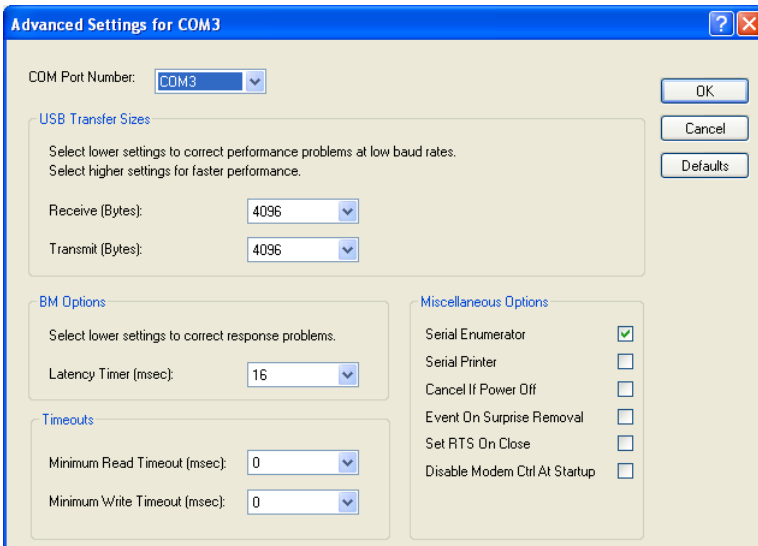 Advanced Settings for COM3
COM Port Number: COM3
OK
Cancel
Defaults
USB Transfer Sizes
Select lower settings to correct performance problems at low baud rates.
Select higher settings for faster performance.
Receive (Bytes): 4096
Transmit (Bytes): 4096
BM Options
Select lower settings to correct response problems.
Latency Timer (msec): 16
Timeouts
Minimum Read Timeout (msec): 0
Minimum Write Timeout (msec): 0
Miscellaneous Options
Serial Enumerator
Serial Printer
Cancel If Power Off
Event On Surprise Removal
Set RTS On Close
Disable Modem Ctrl At Startup